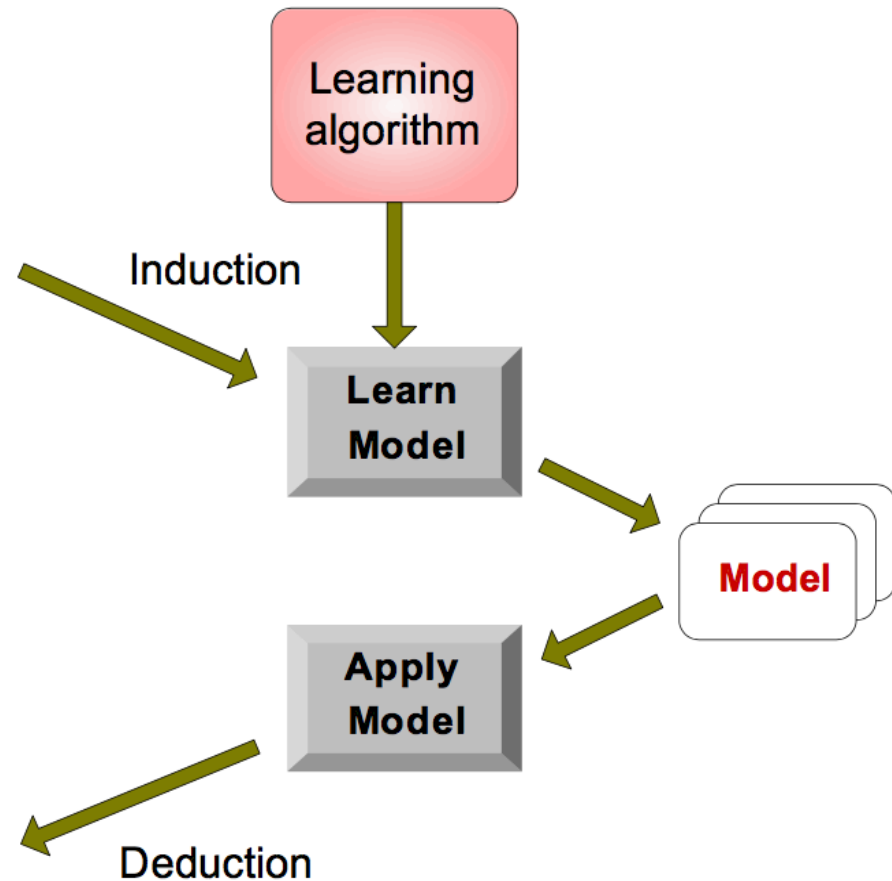 Learning
algorithm
Induction
Learn
Model
Model
Apply
Model
Deduction